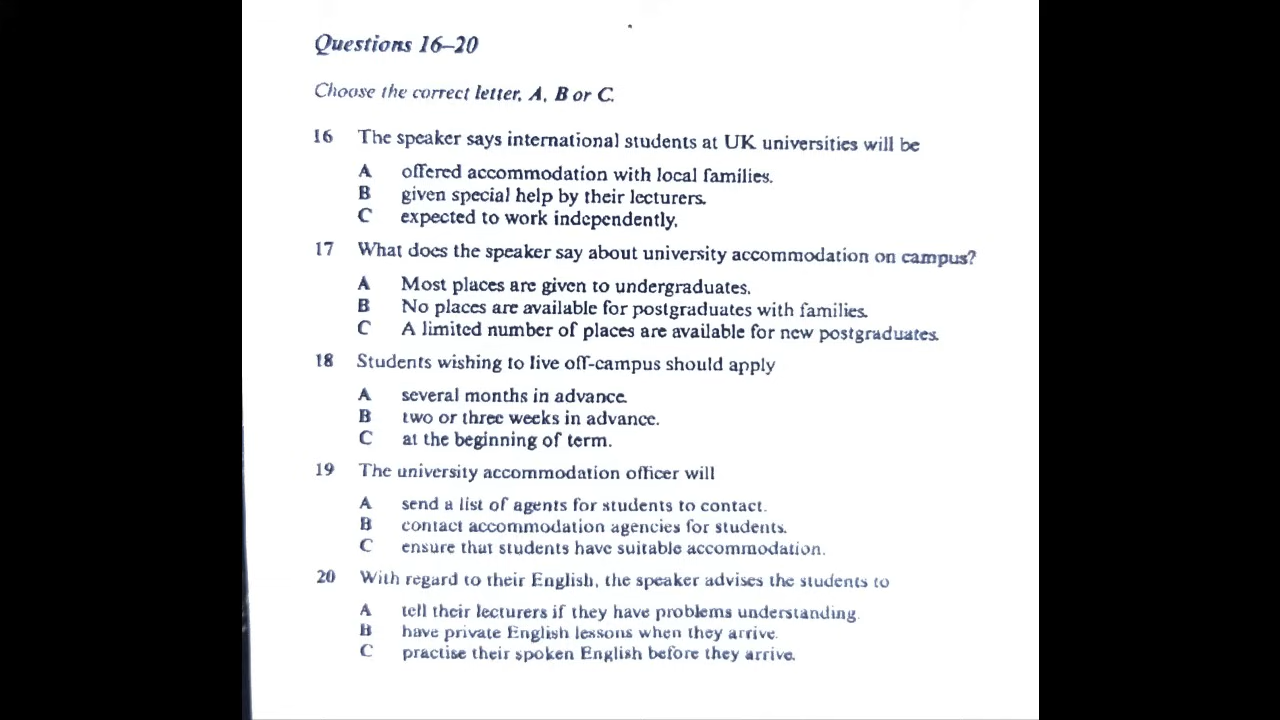 Questions 16–20
Choose the correct letter, A, B or C.
16 The speaker says international students at UK universities will be
A offered accommodation with local families.
B given special help by their lecturers.
C expected to work independently.
17 What does the speaker say about university accommodation on campus?
A Most places are given to undergraduates.
B No places are available for postgraduates with families.
C A limited number of places are available for new postgraduates.
18 Students wishing to live off-campus should apply
A several months in advance.
B two or three weeks in advance.
C at the beginning of term.
19 The university accommodation officer will
A send a list of agents for students to contact.
B contact accommodation agencies for students.
C ensure that students have suitable accommodation.
20 With regard to their English, the speaker advises the students to
A tell their lecturers if they have problems understanding.
B have private English lessons when they arrive.
C practise their spoken English before they arrive.